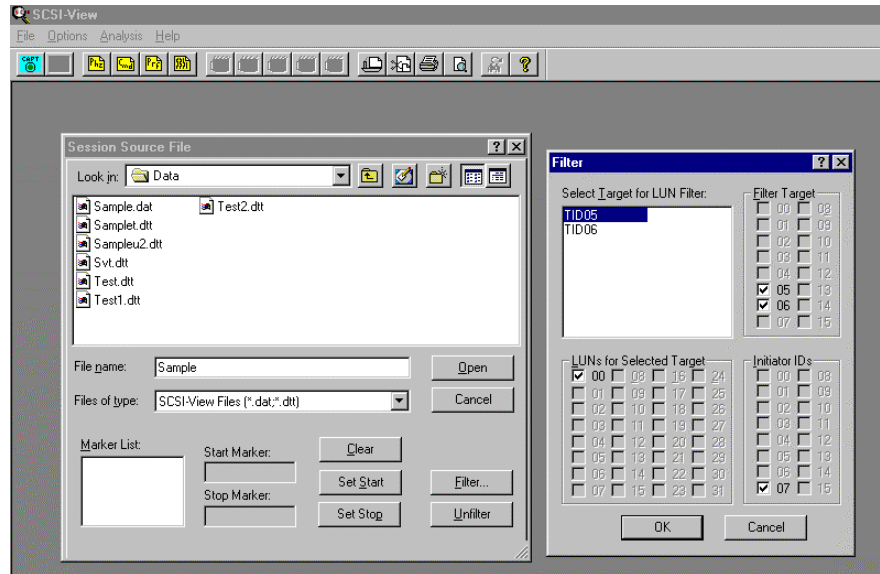 SCSI-View
File Options Analysis Help
CAPT
Phz Cmd Prf
Session Source File
Look in: Data
Sample.dat Test2.dtt
Samplet.dtt
Sampleu2.dtt
Svt.dtt
Test.dtt
Test1.dtt
File name: Sample Open
Files of type: SCSI-View Files (*.dat;*.dtt) Cancel
Marker List:
Start Marker: Clear
Set Start Filter...
Stop Marker:
Set Stop Unfilter
Filter
Select Target for LUN Filter:
TID05
TID06
Filter Target
00 08
01 09
02 10
03 11
04 12
05 13
06 14
07 15
LUNs for Selected Target
00 08 16 24
01 09 17 25
02 10 18 26
03 11 19 27
04 12 20 28
05 13 21 29
06 14 22 30
07 15 23 31
Initiator IDs
00 08
01 09
02 10
03 11
04 12
05 13
06 14
07 15
OK Cancel